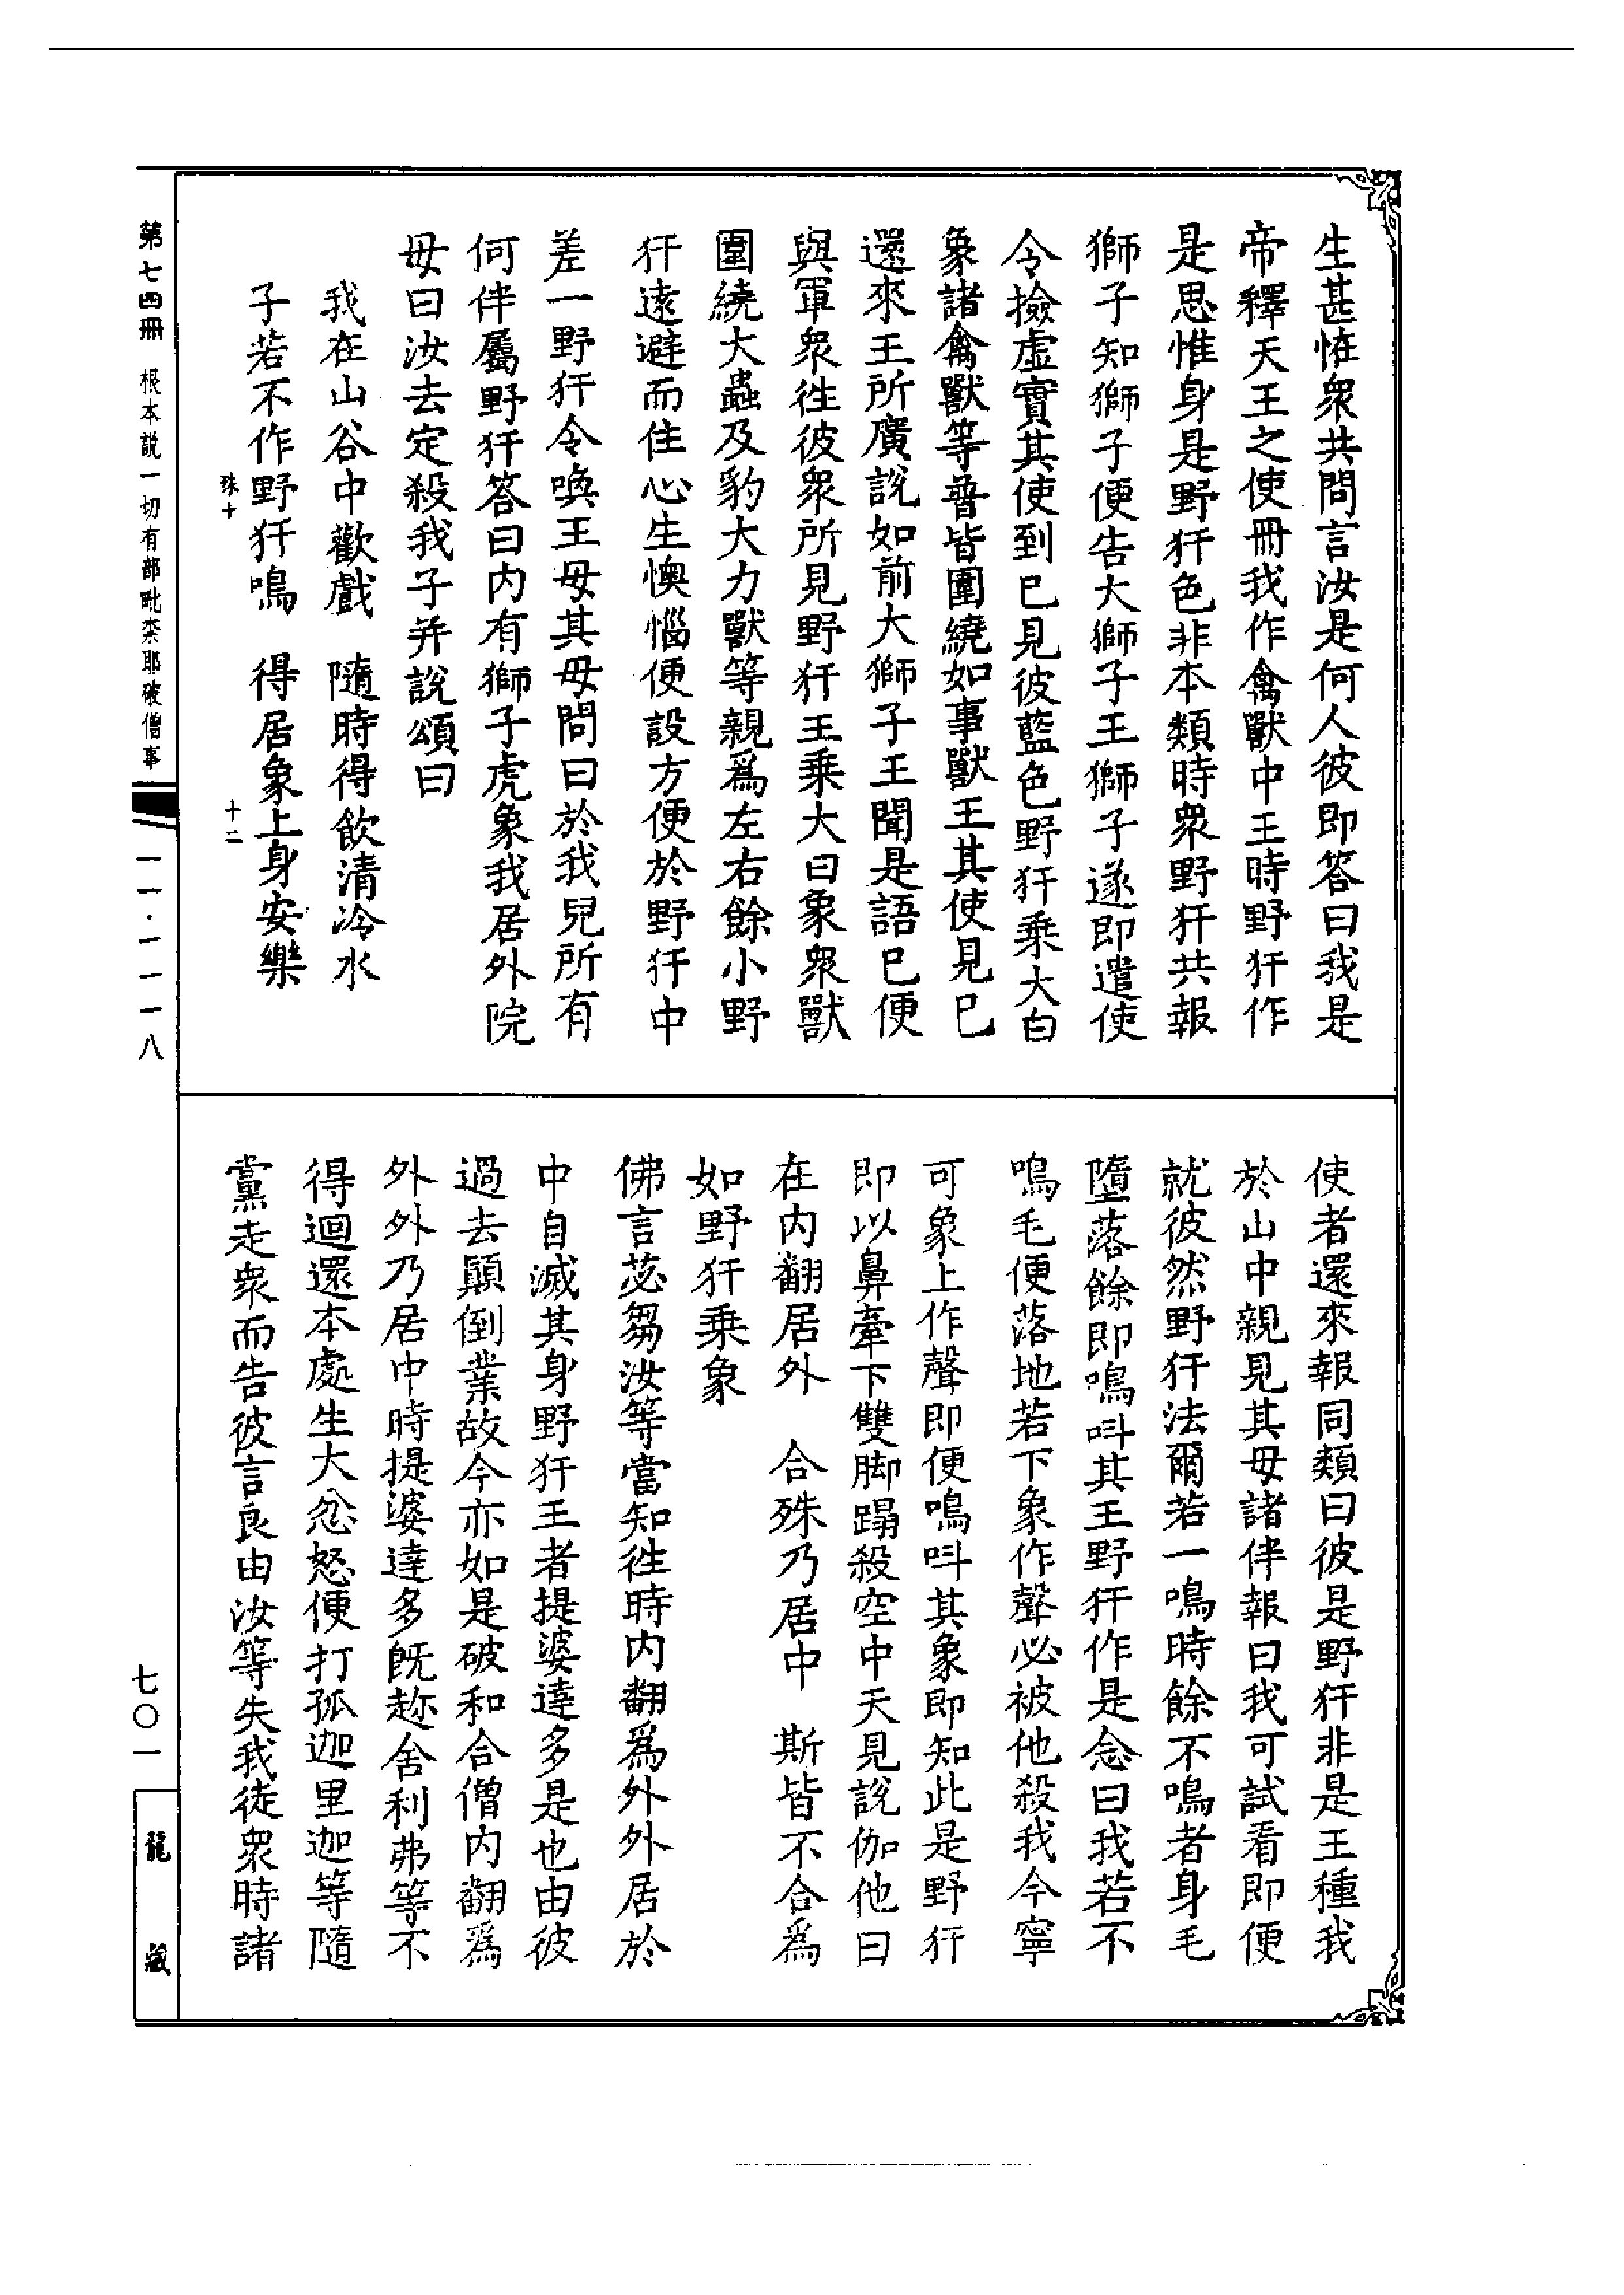 生甚恠衆共問言汝是何人彼即答曰我是
帝釋天王之使冊我作禽獸中王時野犴作
是思惟身是野犴色非本類時衆野犴共報
獅子知獅子便告大獅子王獅子遂即遣使
令撿虛實其使到已見彼藍色野犴乘大白
象諸禽獸等普皆圍繞如事獸王其使見已
還來王所廣說如前大獅子王聞是語已便
與軍衆徃彼衆所見野犴王乘大白象衆獸
圍繞大蟲及豹大力獸等親爲左右餘小野
犴遠避而住心生懊惱便設方便於野犴中
差一野犴令喚王母其母問曰於我兒所有
何伴屬野犴答曰内有獅子虎象我居外院
母曰汝去定殺我子并說頌曰
我在山谷中歡戲　隨時得飲清冷水
子若不作野犴鳴　得居象上身安樂
使者還來報同類曰彼是野犴非是王種我
於山中親見其母諸伴報曰我可試看即便
就彼然野犴法爾若一鳴時餘不鳴者身毛
墮落餘即鳴呌其王野犴作是念曰我若不
鳴毛便落地若下象作聲必被他殺我今寧
可象上作聲即便鳴呌其象即知此是野犴
即以鼻牽下雙脚蹋殺空中天見說伽他曰
在内翻居外　合殊乃居中　斯皆不合爲
如野犴乘象
佛言苾芻汝等當知徃時内翻爲外外居於
中自滅其身野犴王者提婆達多是也由彼
過去顛倒業故今亦如是破和合僧内翻爲
外外乃居中時提婆達多既趂舍利弗等不
得迴還本處生大忿怒便打孤迦里迦等隨
黨走衆而告彼言良由汝等失我徒衆時諸
第七四冊　根本說一切有部毗柰耶破僧事
殊十
十二
一一·一一一八
七〇一
龍藏